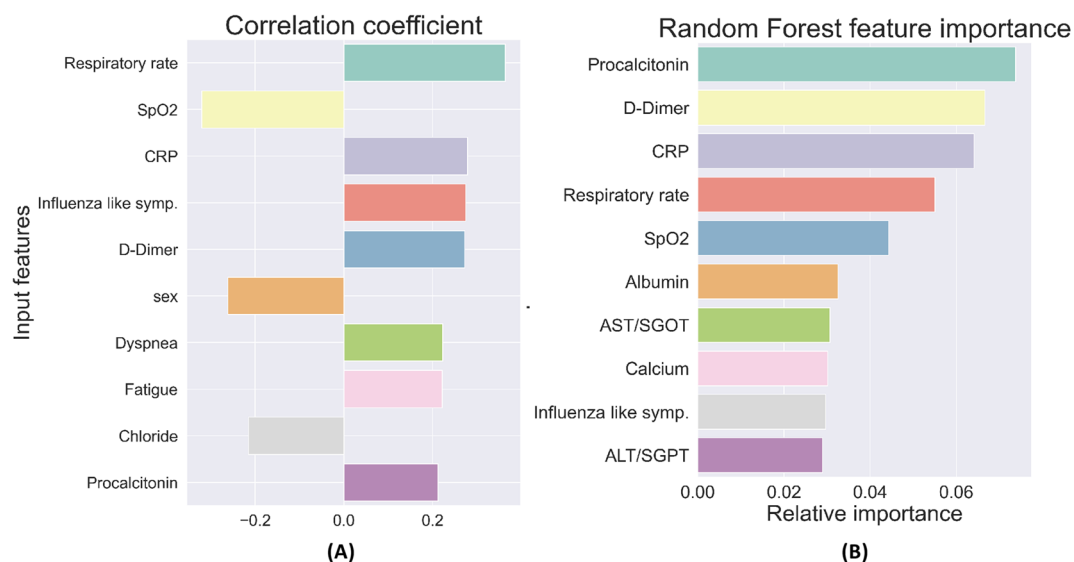 Correlation coefficient
Input features
Respiratory rate
SpO2
CRP
Influenza like symp.
D-Dimer
sex
Dyspnea
Fatigue
Chloride
Procalcitonin
−0.2 0.0 0.2
(A)
Random Forest feature importance
Procalcitonin
D-Dimer
CRP
Respiratory rate
SpO2
Albumin
AST/SGOT
Calcium
Influenza like symp.
ALT/SGPT
0.00 0.02 0.04 0.06
Relative importance
(B)